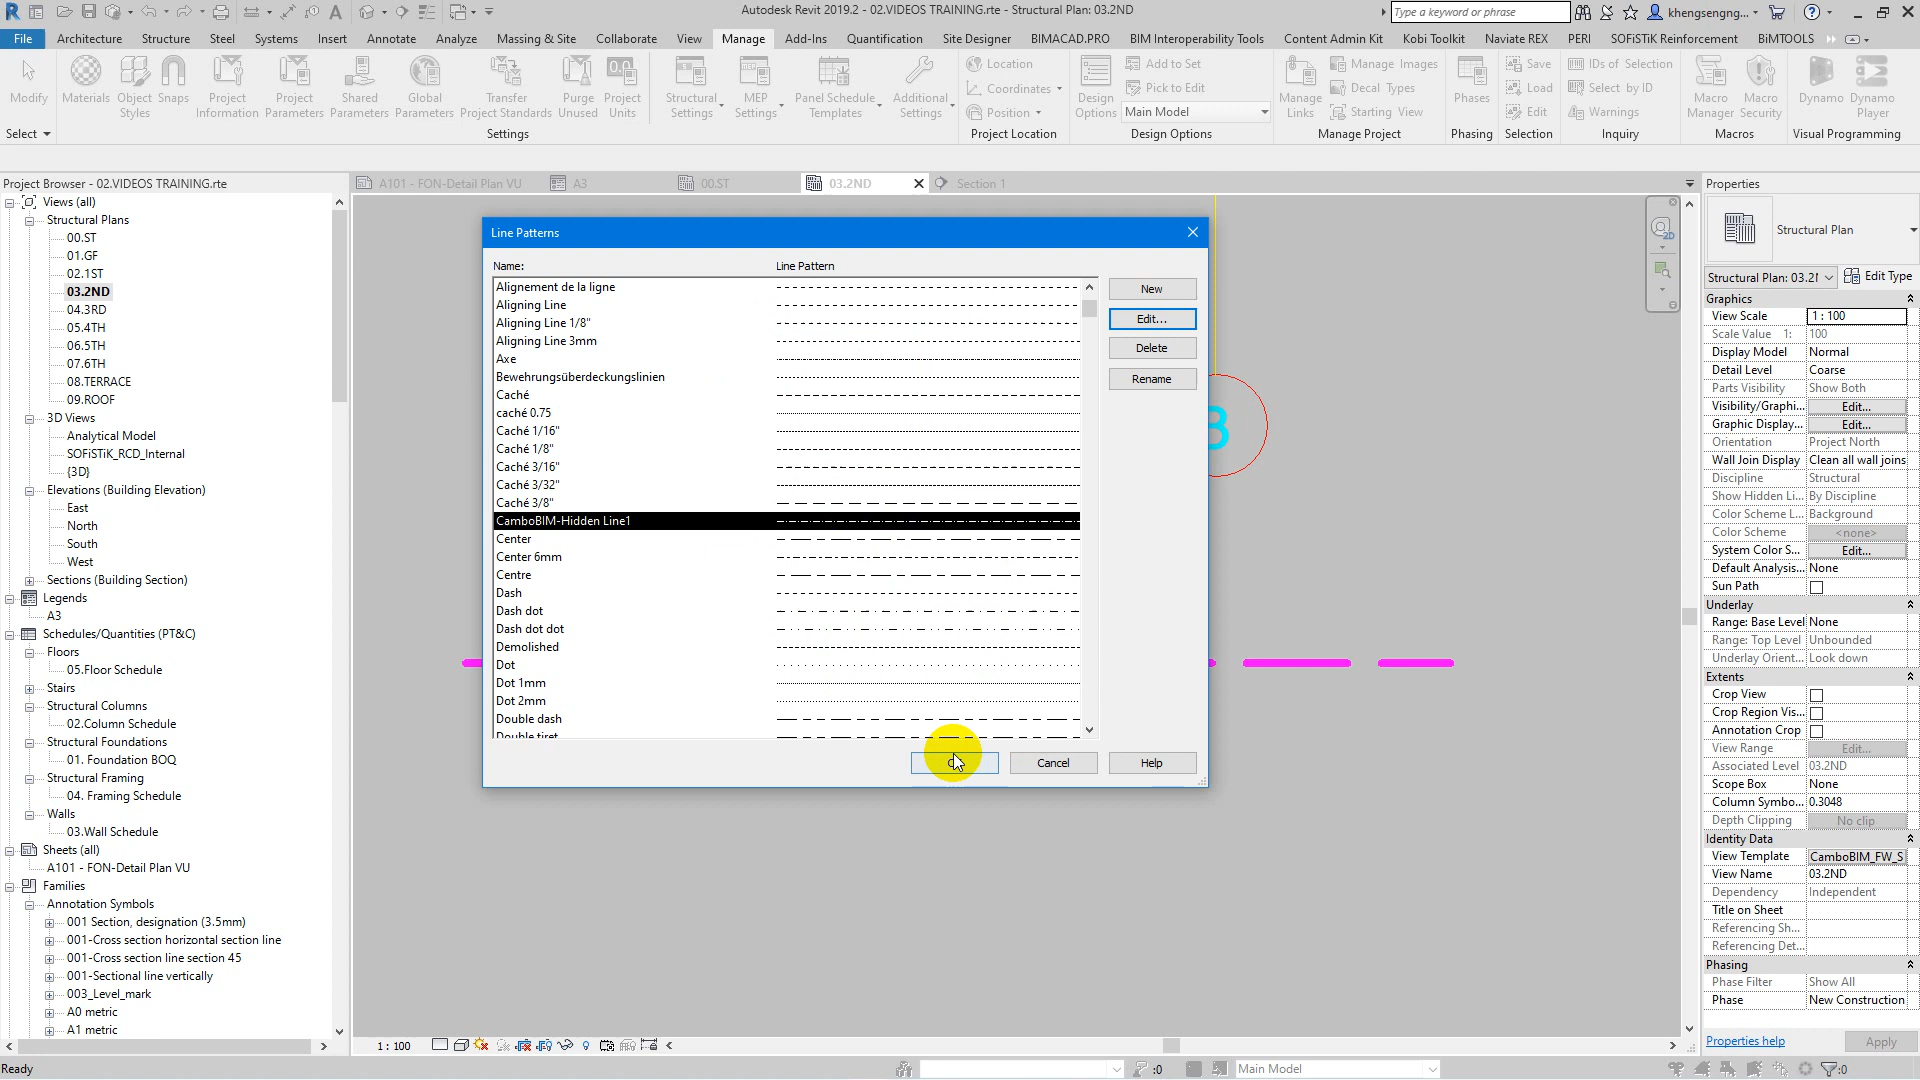 Autodesk Revit 2019.2 - 02.VIDEOS TRAINING.rte - Structural Plan: 03.2ND
Type a keyword or phrase
khengsengng...
File Architecture Structure Steel Systems Insert Annotate Analyze Massing & Site Collaborate View Manage Add-Ins Quantification Site Designer BIMACAD.PRO BIM Interoperability Tools Content Admin Kit Kobi Toolkit Naviate REX PERI SOFiSTiK Reinforcement BiMTOOLS
Modify
Materials
Object Styles
Snaps
Project Information
Project Parameters
Shared Parameters
Global Parameters
Transfer Project Standards
Purge Unused
Project Units
Structural Settings
MEP Settings
Panel Schedule Templates
Additional Settings
Location
Coordinates
Position
Design Options
Add to Set
Pick to Edit
Main Model
Manage Links
Manage Images
Decal Types
Starting View
Phases
Save
Load
Edit
IDs of Selection
Select by ID
Warnings
Macro Manager
Macro Security
Dynamo
Dynamo Player
Select
Settings
Project Location
Design Options
Manage Project
Phasing
Selection
Inquiry
Macros
Visual Programming
Project Browser - 02.VIDEOS TRAINING.rte
Views (all)
Structural Plans
00.ST
01.GF
02.1ST
03.2ND
04.3RD
05.4TH
06.5TH
07.6TH
08.TERRACE
09.ROOF
3D Views
Analytical Model
SOFiSTiK_RCD_Internal
{3D}
Elevations (Building Elevation)
East
North
South
West
Sections (Building Section)
Legends
A3
Schedules/Quantities (PT&C)
Floors
05.Floor Schedule
Stairs
Structural Columns
02.Column Schedule
Structural Foundations
01. Foundation BOQ
Structural Framing
04. Framing Schedule
Walls
03.Wall Schedule
Sheets (all)
A101 - FON-Detail Plan VU
Families
Annotation Symbols
001 Section, designation (3.5mm)
001-Cross section horizontal section line
001-Cross section line section 45
001-Sectional line vertically
003_Level_mark
A0 metric
A1 metric
A101 - FON-Detail Plan VU
A3
00.ST
03.2ND
Section 1
Line Patterns
Name: Line Pattern
Alignement de la ligne
Aligning Line
Aligning Line 1/8"
Aligning Line 3mm
Axe
Bewehrungsüberdeckungslinien
Caché
caché 0.75
Caché 1/16"
Caché 1/8"
Caché 3/16"
Caché 3/32"
Caché 3/8"
CamboBIM-Hidden Line1
Center
Center 6mm
Centre
Dash
Dash dot
Dash dot dot
Demolished
Dot
Dot 1mm
Dot 2mm
Double dash
Double tiret
New
Edit...
Delete
Rename
Cancel
Help
Properties
Structural Plan
Structural Plan: 03.2
Edit Type
Graphics
View Scale 1 : 100
Scale Value 1: 100
Display Model Normal
Detail Level Coarse
Parts Visibility Show Both
Visibility/Graphi... Edit...
Graphic Display... Edit...
Orientation Project North
Wall Join Display Clean all wall joins
Discipline Structural
Show Hidden Li... By Discipline
Color Scheme L... Background
Color Scheme <none>
System Color S... Edit...
Default Analysis... None
Sun Path
Underlay
Range: Base Level None
Range: Top Level Unbounded
Underlay Orient... Look down
Extents
Crop View
Crop Region Vis...
Annotation Crop
View Range Edit...
Associated Level 03.2ND
Scope Box None
Column Symbo... 0.3048
Depth Clipping No clip
Identity Data
View Template CamboBIM_FW_S
View Name 03.2ND
Dependency Independent
Title on Sheet
Referencing Sh...
Referencing Det...
Phasing
Phase Filter Show All
Phase New Construction
Properties help
Apply
1 : 100
Ready
:0
Main Model
:0